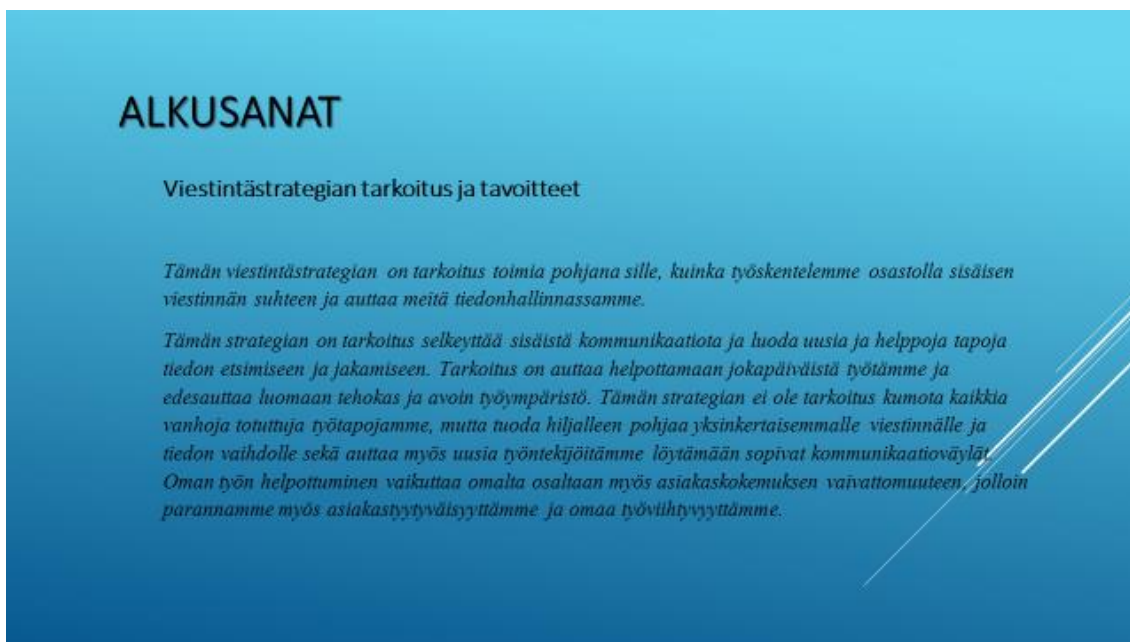 ALKUSANAT
Viestintästrategian tarkoitus ja tavoitteet
Tämän viestintästrategian on tarkoitus toimia pohjana sille, kuinka työskentelemme osastolla sisäisen
viestinnän suhteen ja auttaa meitä tiedonhallinnassamme.
Tämän strategian on tarkoitus selkeyttää sisäistä kommunikaatiota ja luoda uusia ja helppoja tapoja
tiedon etsimiseen ja jakamiseen. Tarkoitus on auttaa helpottamaan jokapäiväistä työtämme ja
edesauttaa luomaan tehokas ja avoin työympäristö. Tämän strategian ei ole tarkoitus kumota kaikkia
vanhoja totuttuja työtapojamme, mutta tuoda hiljalleen pohjaa yksinkertaisemmalle viestinnälle ja
tiedon vaihdolle sekä auttaa myös uusia työntekijöitämme löytämään sopivat kommunikaatioväylät.
Oman työn helpottuminen vaikuttaa omalta osaltaan myös asiakaskokemuksen vaivattomuuteen, jolloin
parannamme myös asiakastyytyväisyyttämme ja omaa työviihtyvyyttämme.